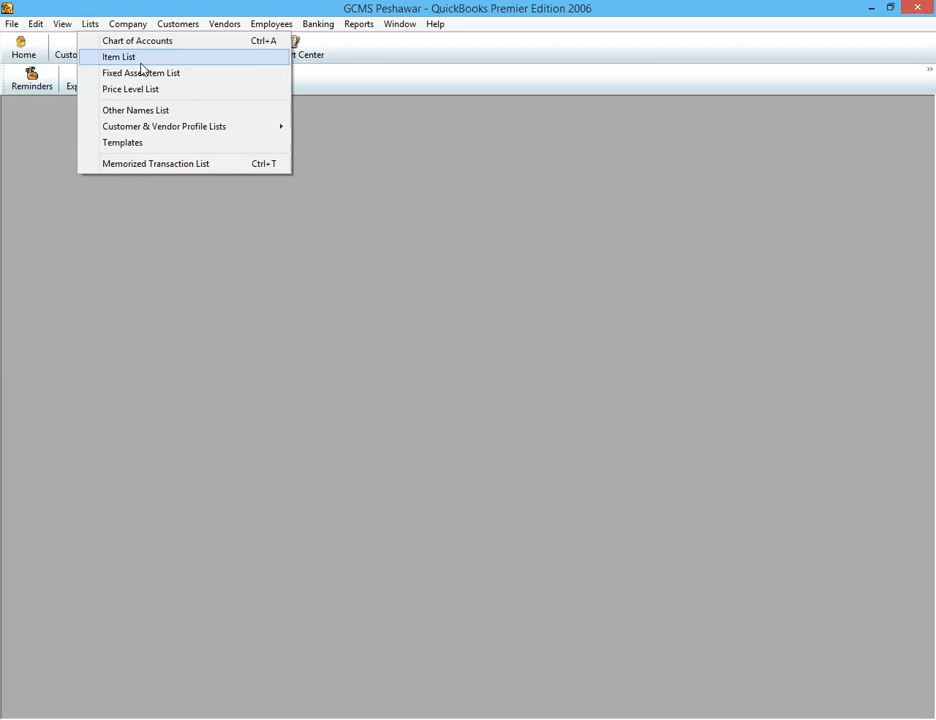 GCMS Peshawar - QuickBooks Premier Edition 2006
File Edit View Lists Company Customers Vendors Employees Banking Reports Window Help
Home
Reminders
Chart of Accounts Ctrl+A
Item List
Fixed Asset Item List
Price Level List
Other Names List
Customer & Vendor Profile Lists
Templates
Memorized Transaction List Ctrl+T